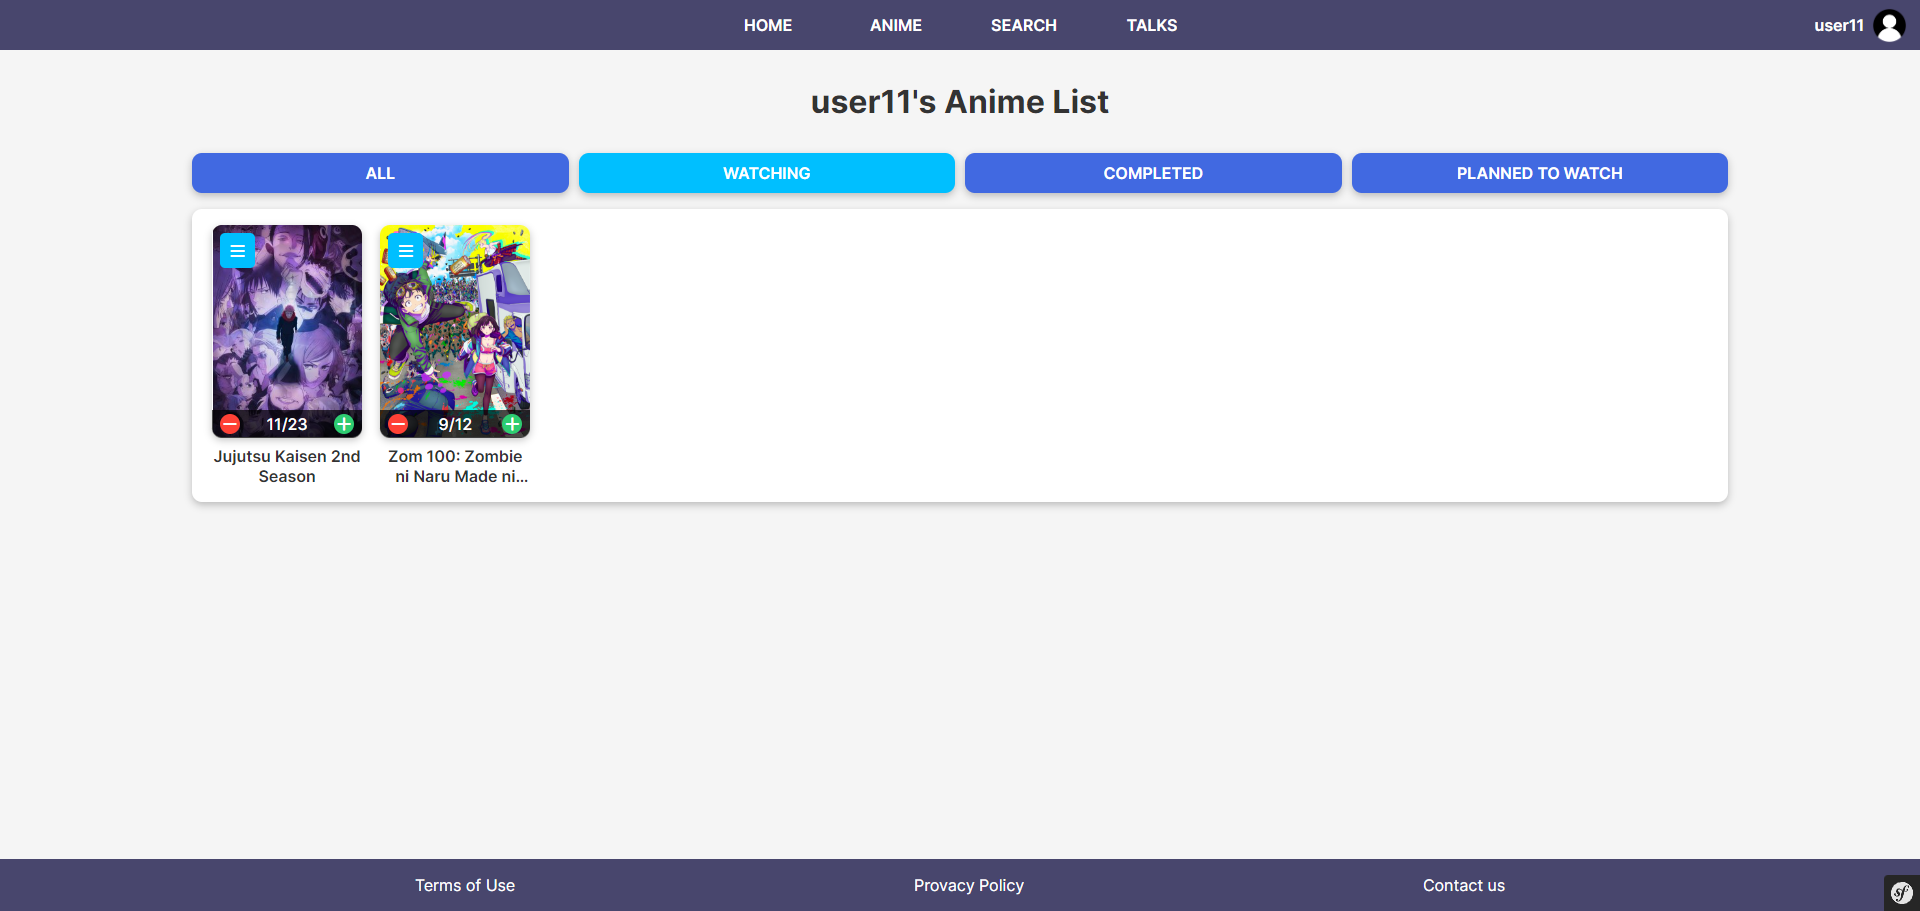 HOME ANIME SEARCH TALKS user11
user11's Anime List
ALL WATCHING COMPLETED PLANNED TO WATCH
11/23 9/12
Jujutsu Kaisen 2nd
Season
Zom 100: Zombie
ni Naru Made ni...
Terms of Use Provacy Policy Contact us
sf